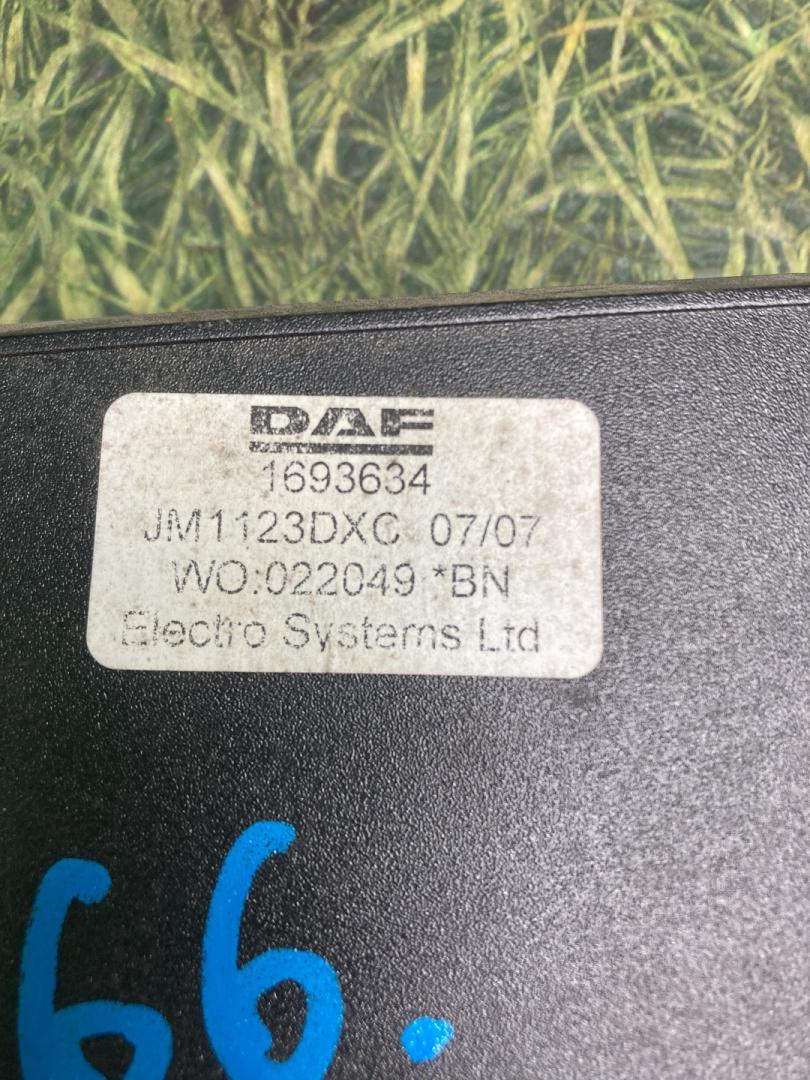 DAF
1693634
JM1123DXC 07/07
WO:022049 *BN
Electro Systems Ltd
66.